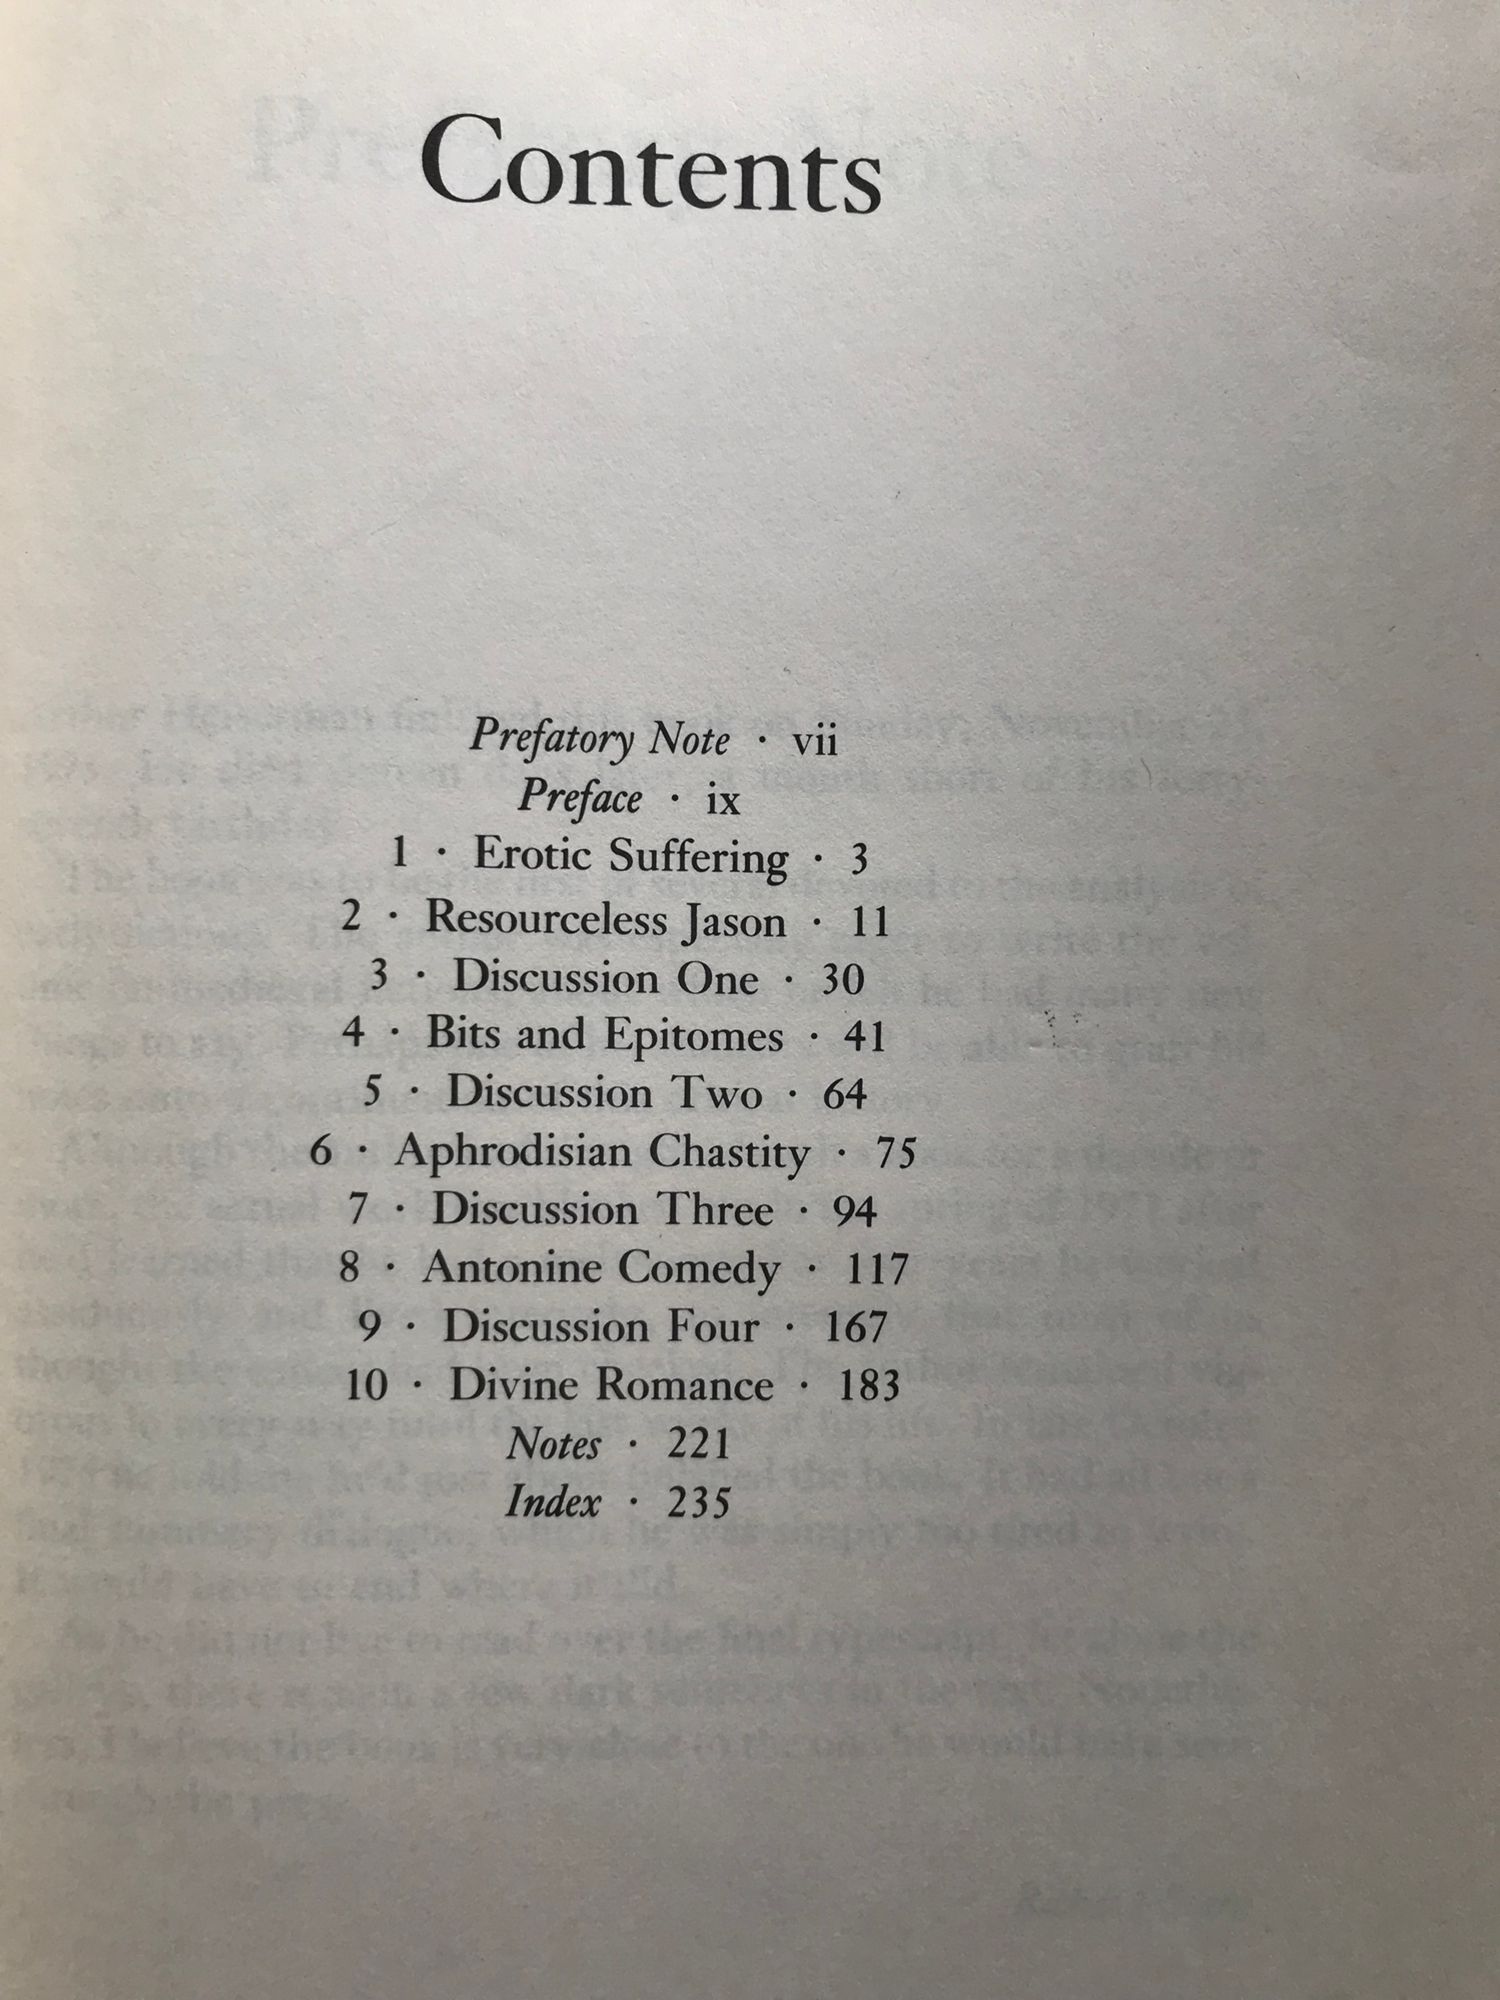 Contents
Prefatory Note · vii
Preface · ix
1 · Erotic Suffering · 3
2 · Resourceless Jason · 11
3 · Discussion One · 30
4 · Bits and Epitomes · 41
5 · Discussion Two · 64
6 · Aphrodisian Chastity · 75
7 · Discussion Three · 94
8 · Antonine Comedy · 117
9 · Discussion Four · 167
10 · Divine Romance · 183
Notes · 221
Index · 235